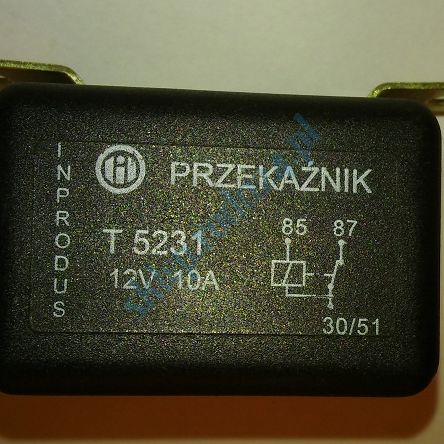 INPRODUS
PRZEKAŹNIK
T 5231
12V 10A
85 87
30/51